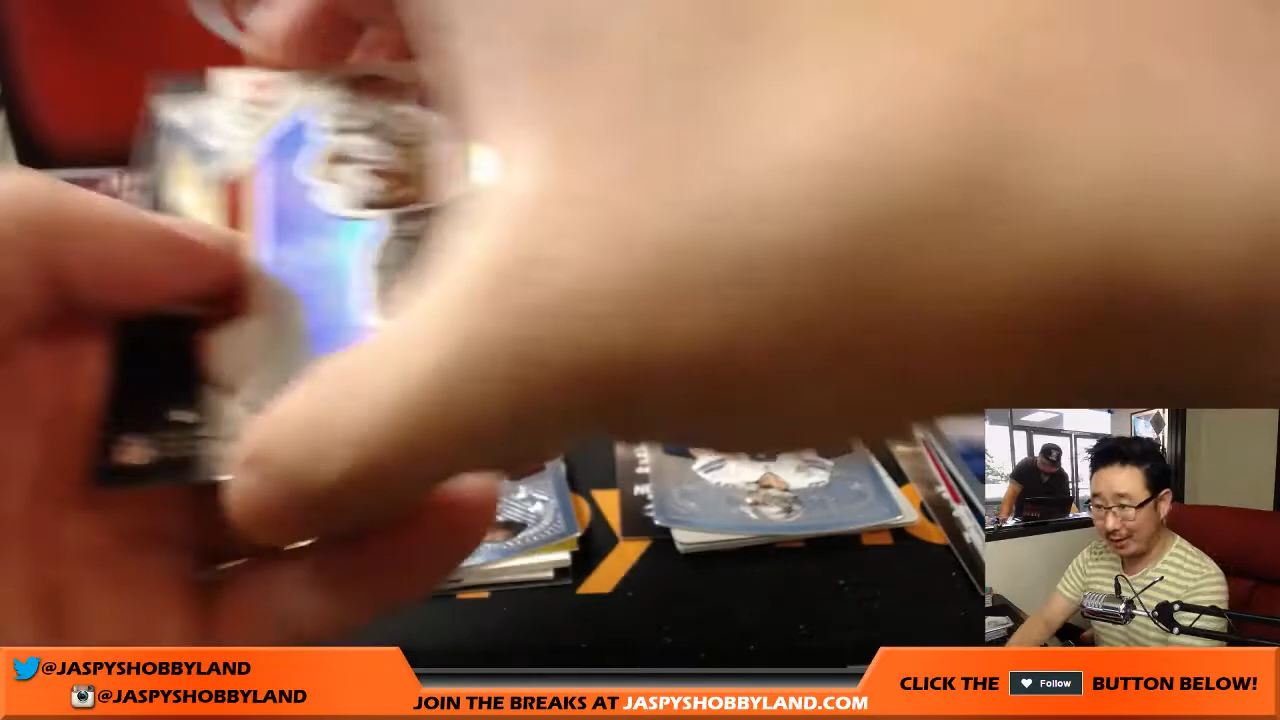 @JASPYSHOBBYLAND
@JASPYSHOBBYLAND
JOIN THE BREAKS AT JASPYSHOBBYLAND.COM
CLICK THE Follow BUTTON BELOW!